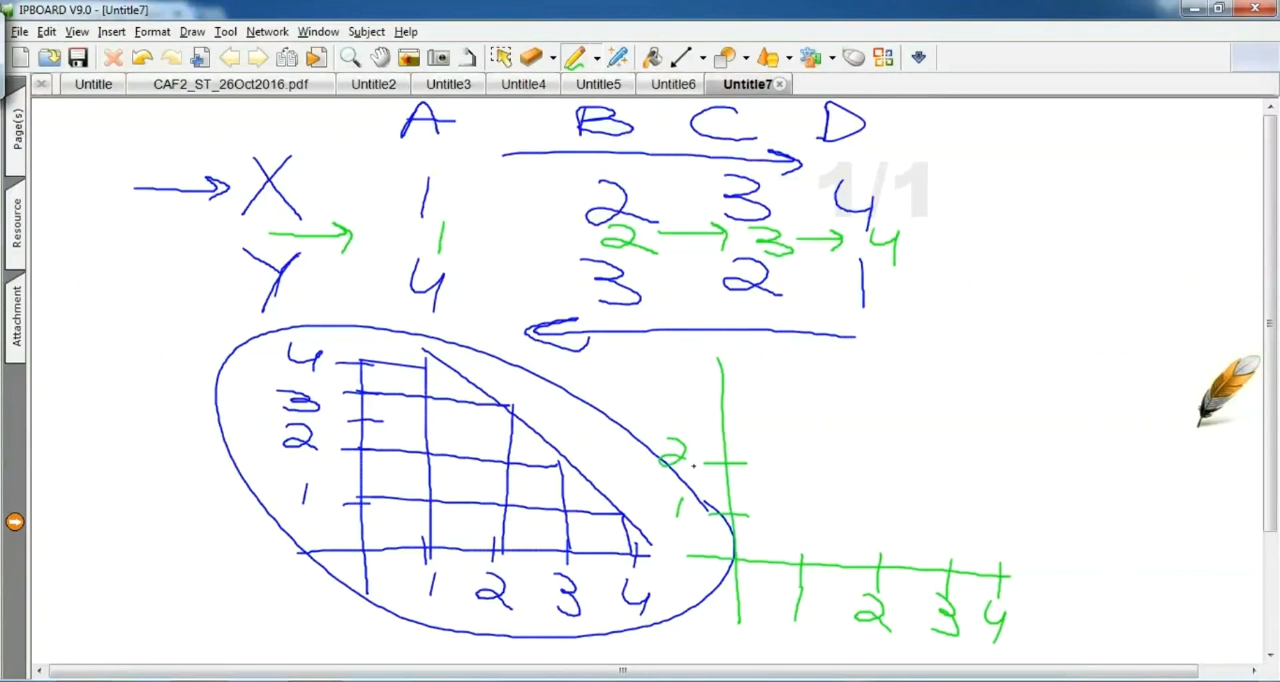 IPBOARD V9.0 - [Untitle7]
File Edit View Insert Format Draw Tool Network Window Subject Help
Untitle CAF2_ST_26Oct2016.pdf Untitle2 Untitle3 Untitle4 Untitle5 Untitle6 Untitle7
Page(s)
Resource
Attachment
A B C D
1/1
X 1 2 3 4
1 2 3 4
Y 4 3 2 1
4
3
2
1
1 2 3 4
2
1
1 2 3 4